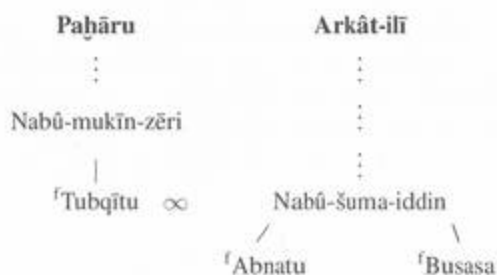 Paḫāru Arkât-ilī
Nabû-mukīn-zēri
fTubqītu ∞ Nabû-šuma-iddin
fAbnatu fBusasa